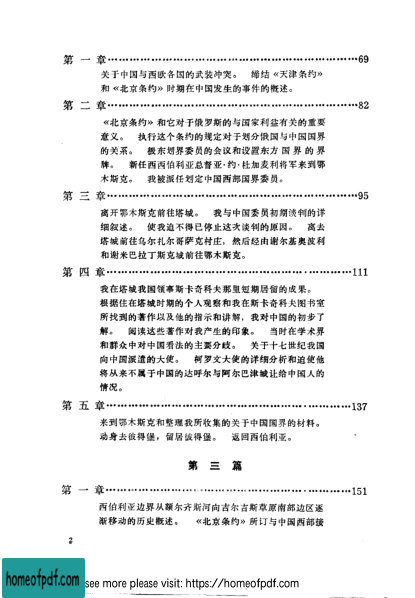 第一章……………………………………………………69
关于中国与西欧各国的武装冲突。 缔结《天津条约》
和《北京条约》时期在中国发生的事件的概述。
第二章……………………………………………………82
《北京条约》和它对于俄罗斯的与国家利益有关的重要
意义。 执行这个条约的规定对于划分俄国与中国国界
的关系。 极东划界委员会的会议和设置东方国界的界
牌。 新任西西伯利亚总督亚·约·杜加麦利将军来到鄂
木斯克。 我被派任划定中国西部国界委员。
第三章……………………………………………………95
离开鄂木斯克前往塔城。 我与中国委员初期谈判的详
细叙述。 使我迫不得已停止这次谈判的原因。 离去
塔城前往乌尔扎尔哥萨克村庄，然后经由谢尔基奥波利
和谢米巴拉丁斯克城前往鄂木斯克。
第四章……………………………………………………111
我在塔城我国领事斯卡奇科夫那里短期居留的成果。
根据住在塔城时期的个人观察和我在斯卡奇科夫图书室
所找到的著作以及他的指示和讲解，我对中国的初步了
解。 阅读这些著作对我产生的印象。 当时在学术界
和群众中对中国看法的主要分歧。 关于十七世纪我国
向中国派遣的大使。 柯罗文大使的详细分析和迫使他
将从来不属于中国的达呼尔与阿尔巴津城让给中国人的
情况。
第五章……………………………………………………137
来到鄂木斯克和整理我所收集的关于中国国界的材料。
动身去彼得堡，留居彼得堡。 返回西伯利亚。
第三篇
第一章……………………………………………………151
西伯利亚边界从额尔齐斯河向吉尔吉斯草原南部边区逐
渐移动的历史概述。 《北京条约》所订与中国西部接
2
homeofpdf.com
see more please visit: https://homeofpdf.com